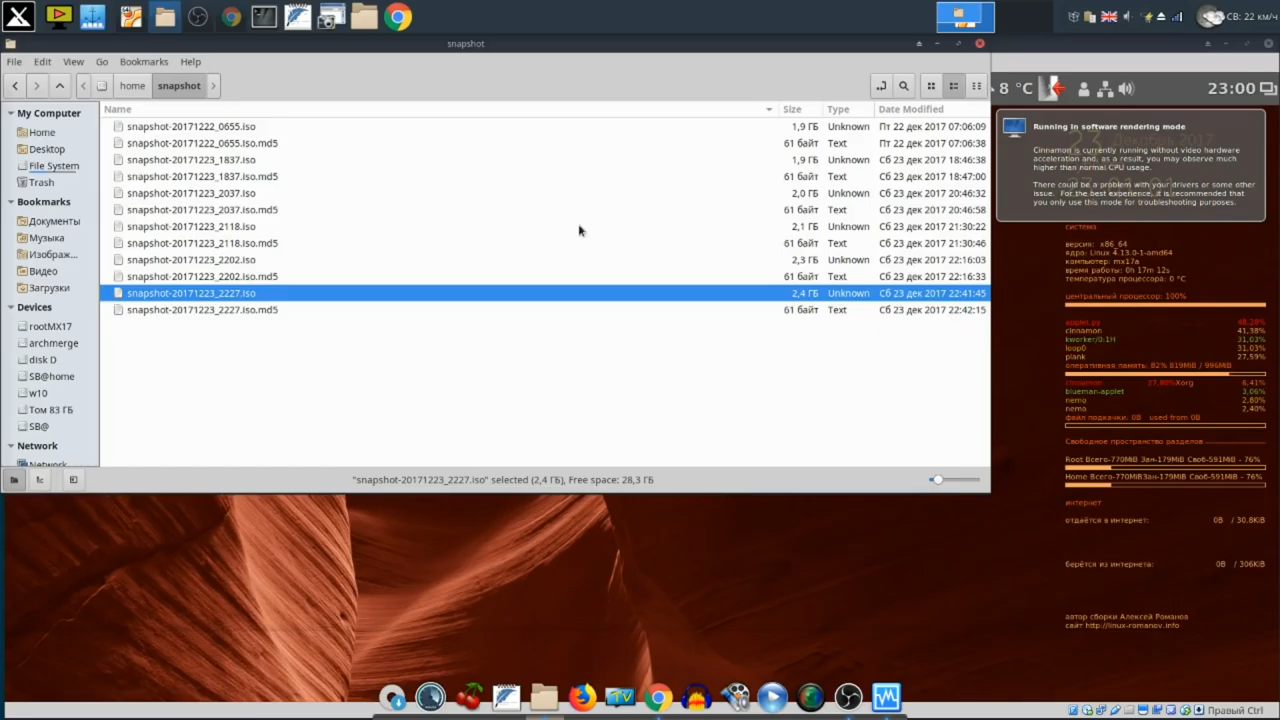 СВ: 22 км/ч
snapshot
File Edit View Go Bookmarks Help
home snapshot
8 °C
23:00
My Computer
Home
Desktop
File System
Trash
Bookmarks
Документы
Музыка
Изображ...
Видео
Загрузки
Devices
rootMX17
archmerge
disk D
SB@home
w10
Том 83 ГБ
SB@
Network
Network
Name Size Type Date Modified
snapshot-20171222_0655.iso 1,9 ГБ Unknown Пт 22 дек 2017 07:06:09
snapshot-20171222_0655.iso.md5 61 байт Text Пт 22 дек 2017 07:06:38
snapshot-20171223_1837.iso 1,9 ГБ Unknown Сб 23 дек 2017 18:46:38
snapshot-20171223_1837.iso.md5 61 байт Text Сб 23 дек 2017 18:47:00
snapshot-20171223_2037.iso 2,0 ГБ Unknown Сб 23 дек 2017 20:46:32
snapshot-20171223_2037.iso.md5 61 байт Text Сб 23 дек 2017 20:46:58
snapshot-20171223_2118.iso 2,1 ГБ Unknown Сб 23 дек 2017 21:30:22
snapshot-20171223_2118.iso.md5 61 байт Text Сб 23 дек 2017 21:30:46
snapshot-20171223_2202.iso 2,3 ГБ Unknown Сб 23 дек 2017 22:16:03
snapshot-20171223_2202.iso.md5 61 байт Text Сб 23 дек 2017 22:16:33
snapshot-20171223_2227.iso 2,4 ГБ Unknown Сб 23 дек 2017 22:41:45
snapshot-20171223_2227.iso.md5 61 байт Text Сб 23 дек 2017 22:42:15
selected free space:
Running in software rendering mode
Cinnamon is currently running without video hardware
acceleration and, as a result, you may observe much
higher than normal CPU usage.
There could be a problem with your drivers or some other
issue. For the best experience, it is recommended that
you only use this mode for troubleshooting purposes.
система
версия: x86_64
ядро: Linux 4.13.0-1-amd64
компьютер: mx17a
время работы: 0h 17m 12s
температура процессора: 0 °C
центральный процессор: 100%
applet.py 48,28%
cinnamon 41,38%
kworker/0:1H 31,03%
loop0 31,03%
plank 27,59%
оперативная память: 82% 819MiB / 996MiB
cinnamon 37,80%Xorg 6,41%
blueman-applet 3,06%
nemo 2,80%
nemo 2,40%
файл подкачки: 0B used from 0B
Свободное пространство разделов
Root Всего-770MiB Зан-179MiB Своб-591MiB - 76%
Home Всего-770MiBЗан-179MiB Своб-591MiB - 76%
интернет
отдаётся в интернет: 0B / 30.8KiB
берётся из интернета: 0B / 306KiB
автор сборки Алексей Романов
сайт http://linux-romanov.info
TV
Правый Ctrl